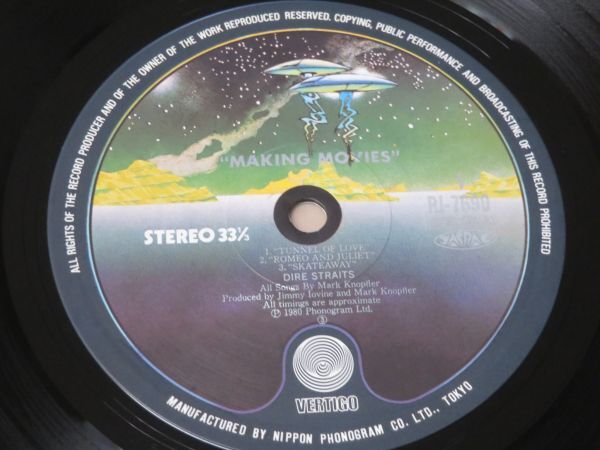 ALL RIGHTS OF THE RECORD PRODUCER AND OF THE OWNER OF THE WORK REPRODUCED RESERVED. COPYING, PUBLIC PERFORMANCE AND BROADCASTING OF THIS RECORD PROHIBITED
"MAKING MOVIES"
RJ-7690
STEREO 33⅓
1. "TUNNEL OF LOVE"
2. "ROMEO AND JULIET"
3. "SKATEAWAY"
DIRE STRAITS
All Songs By Mark Knopfler
Produced by Jimmy Iovine and Mark Knopfler
All timings are approximate
Ⓟ 1980 Phonogram Ltd.
③
VERTIGO
MANUFACTURED BY NIPPON PHONOGRAM CO. LTD., TOKYO